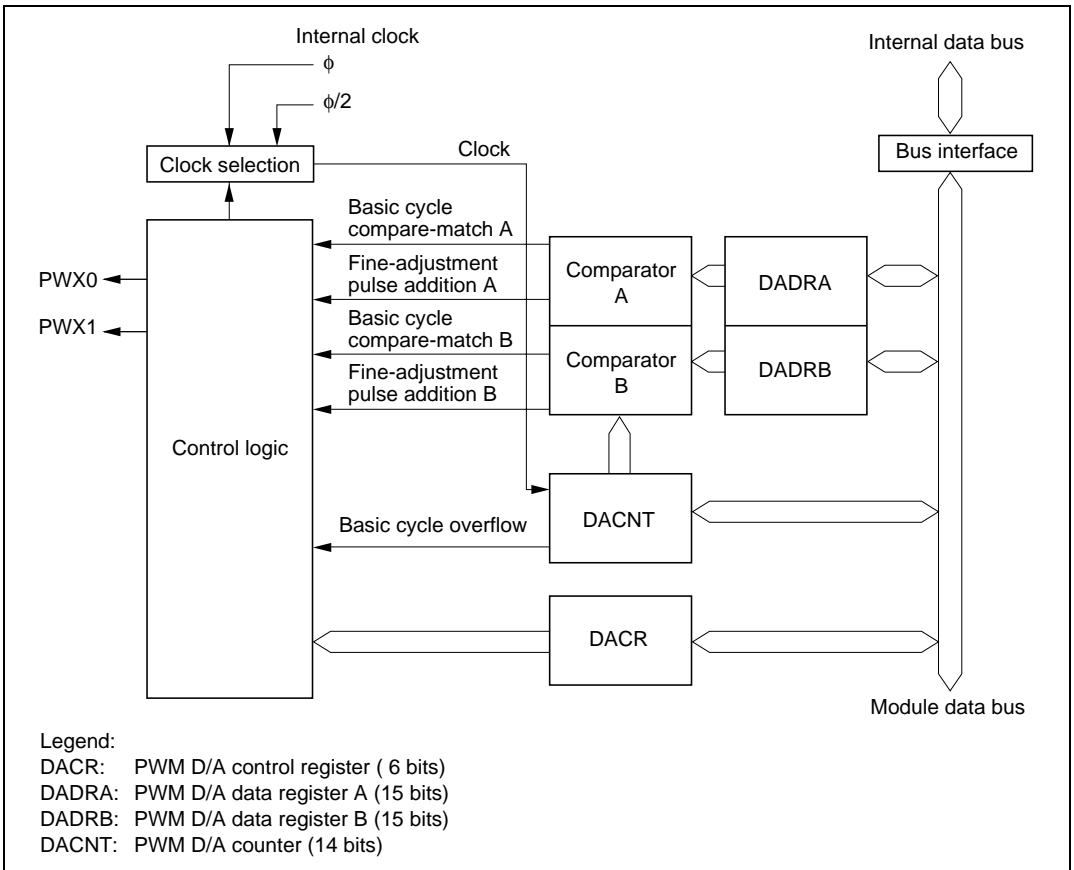 Internal clock
ϕ
ϕ/2
Internal data bus
Clock selection
Clock
Bus interface
Basic cycle
compare-match A
Fine-adjustment
pulse addition A
Basic cycle
compare-match B
Fine-adjustment
pulse addition B
PWX0
PWX1
Comparator
A
DADRA
Comparator
B
DADRB
Control logic
Basic cycle overflow
DACNT
DACR
Module data bus
Legend:
DACR: PWM D/A control register ( 6 bits)
DADRA: PWM D/A data register A (15 bits)
DADRB: PWM D/A data register B (15 bits)
DACNT: PWM D/A counter (14 bits)